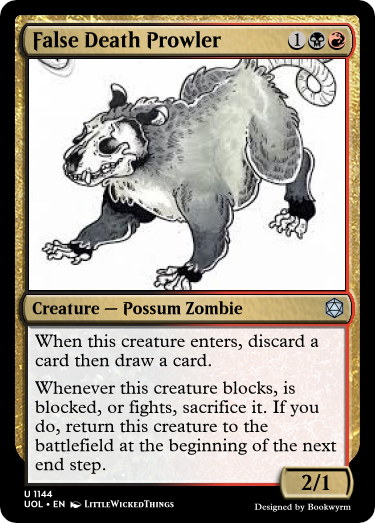 False Death Prowler 1
Creature — Possum Zombie
When this creature enters, discard a
card then draw a card.
Whenever this creature blocks, is
blocked, or fights, sacrifice it. If you
do, return this creature to the
battlefield at the beginning of the next
end step.
2/1
U 1144
UOL • EN LittleWickedThings
Designed by Bookwyrm